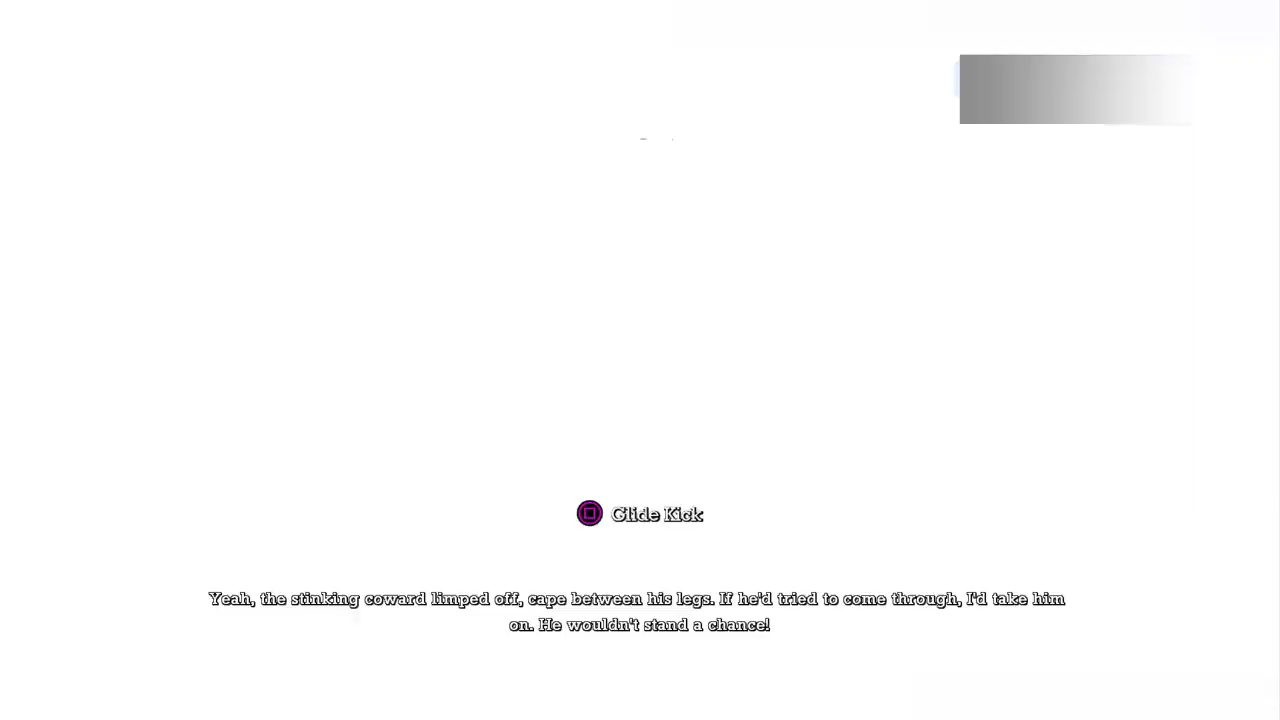 Glide Kick
Yeah, the stinking coward limped off, cape between his legs. If he'd tried to come through, I'd take him
on. He wouldn't stand a chance!